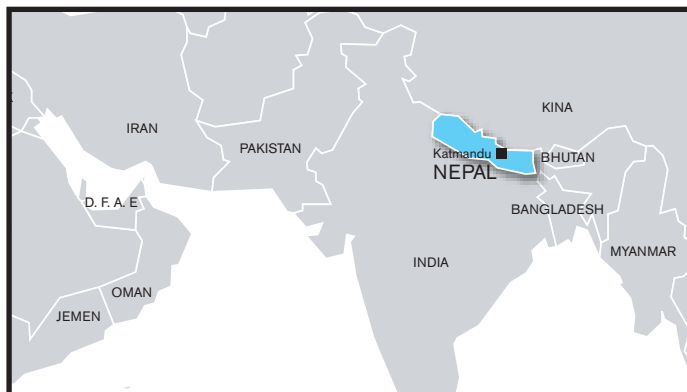 KINA
IRAN
PAKISTAN
Katmandu
BHUTAN
NEPAL
D. F. A. E
BANGLADESH
MYANMAR
INDIA
OMAN
JEMEN